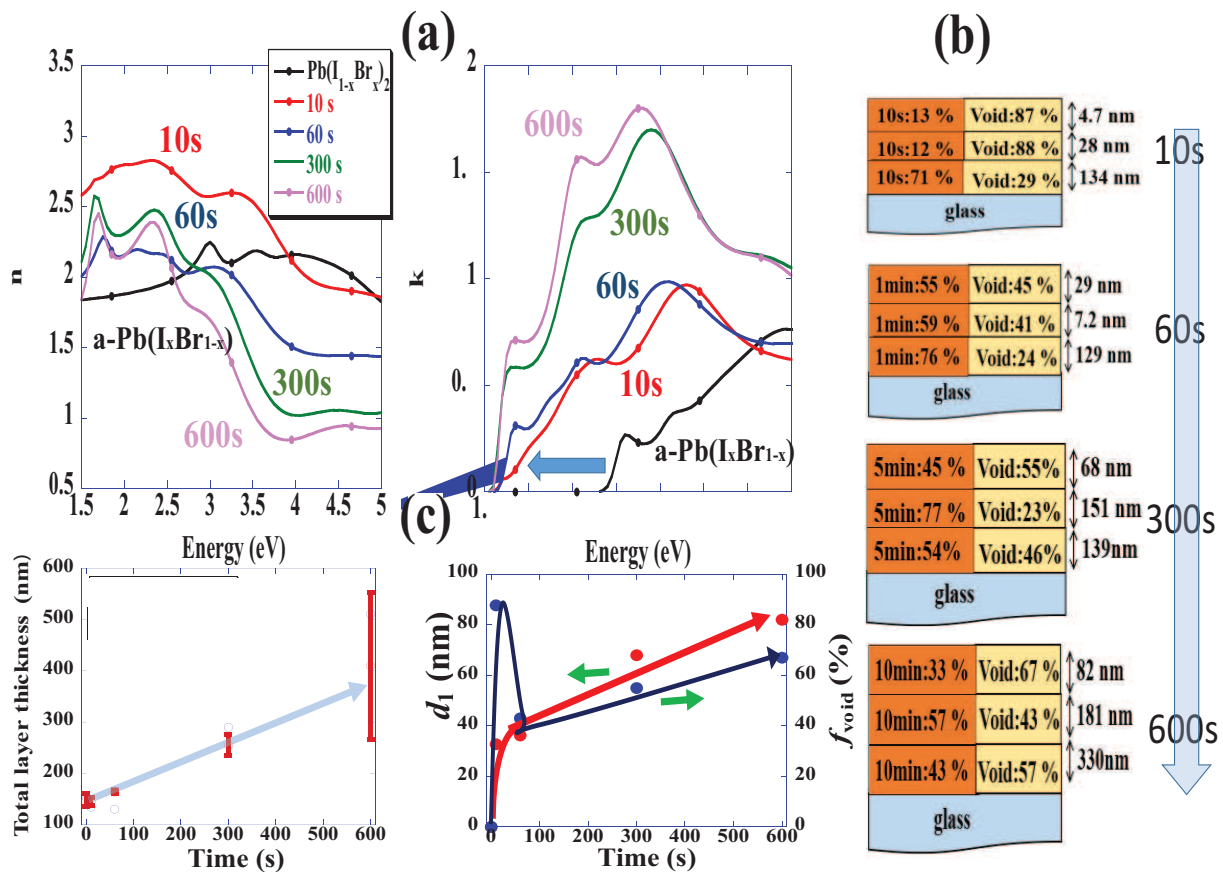 (a)
3.5
3
2.5
2
1.5
1
0.5
n
1.5 2 2.5 3 3.5 4 4.5 5
Energy (eV)
Pb(I1-xBrx)2
10 s
60 s
300 s
600 s
10s
60s
a-Pb(IxBr1-x)
300s
600s
2
1.
1
0.
0
k
1.
Energy (eV)
600s
300s
60s
10s
a-Pb(IxBr1-x)
(b)
10s:13 % Void:87 % 4.7 nm
10s:12 % Void:88 % 28 nm
10s:71 % Void:29 % 134 nm
glass
10s
1min:55 % Void:45 % 29 nm
1min:59 % Void:41 % 7.2 nm
1min:76 % Void:24 % 129 nm
glass
60s
5min:45 % Void:55% 68 nm
5min:77 % Void:23% 151 nm
5min:54% Void:46% 139nm
glass
300s
10min:33 % Void:67 % 82 nm
10min:57 % Void:43 % 181 nm
10min:43 % Void:57 % 330nm
glass
600s
(c)
Total layer thickness (nm)
600
500
400
300
200
100
0 100 200 300 400 500 600
Time (s)
d1 (nm)
100
80
60
40
20
0
0 100 200 300 400 500 600
Time (s)
100
80
60
40
20
0
fvoid (%)